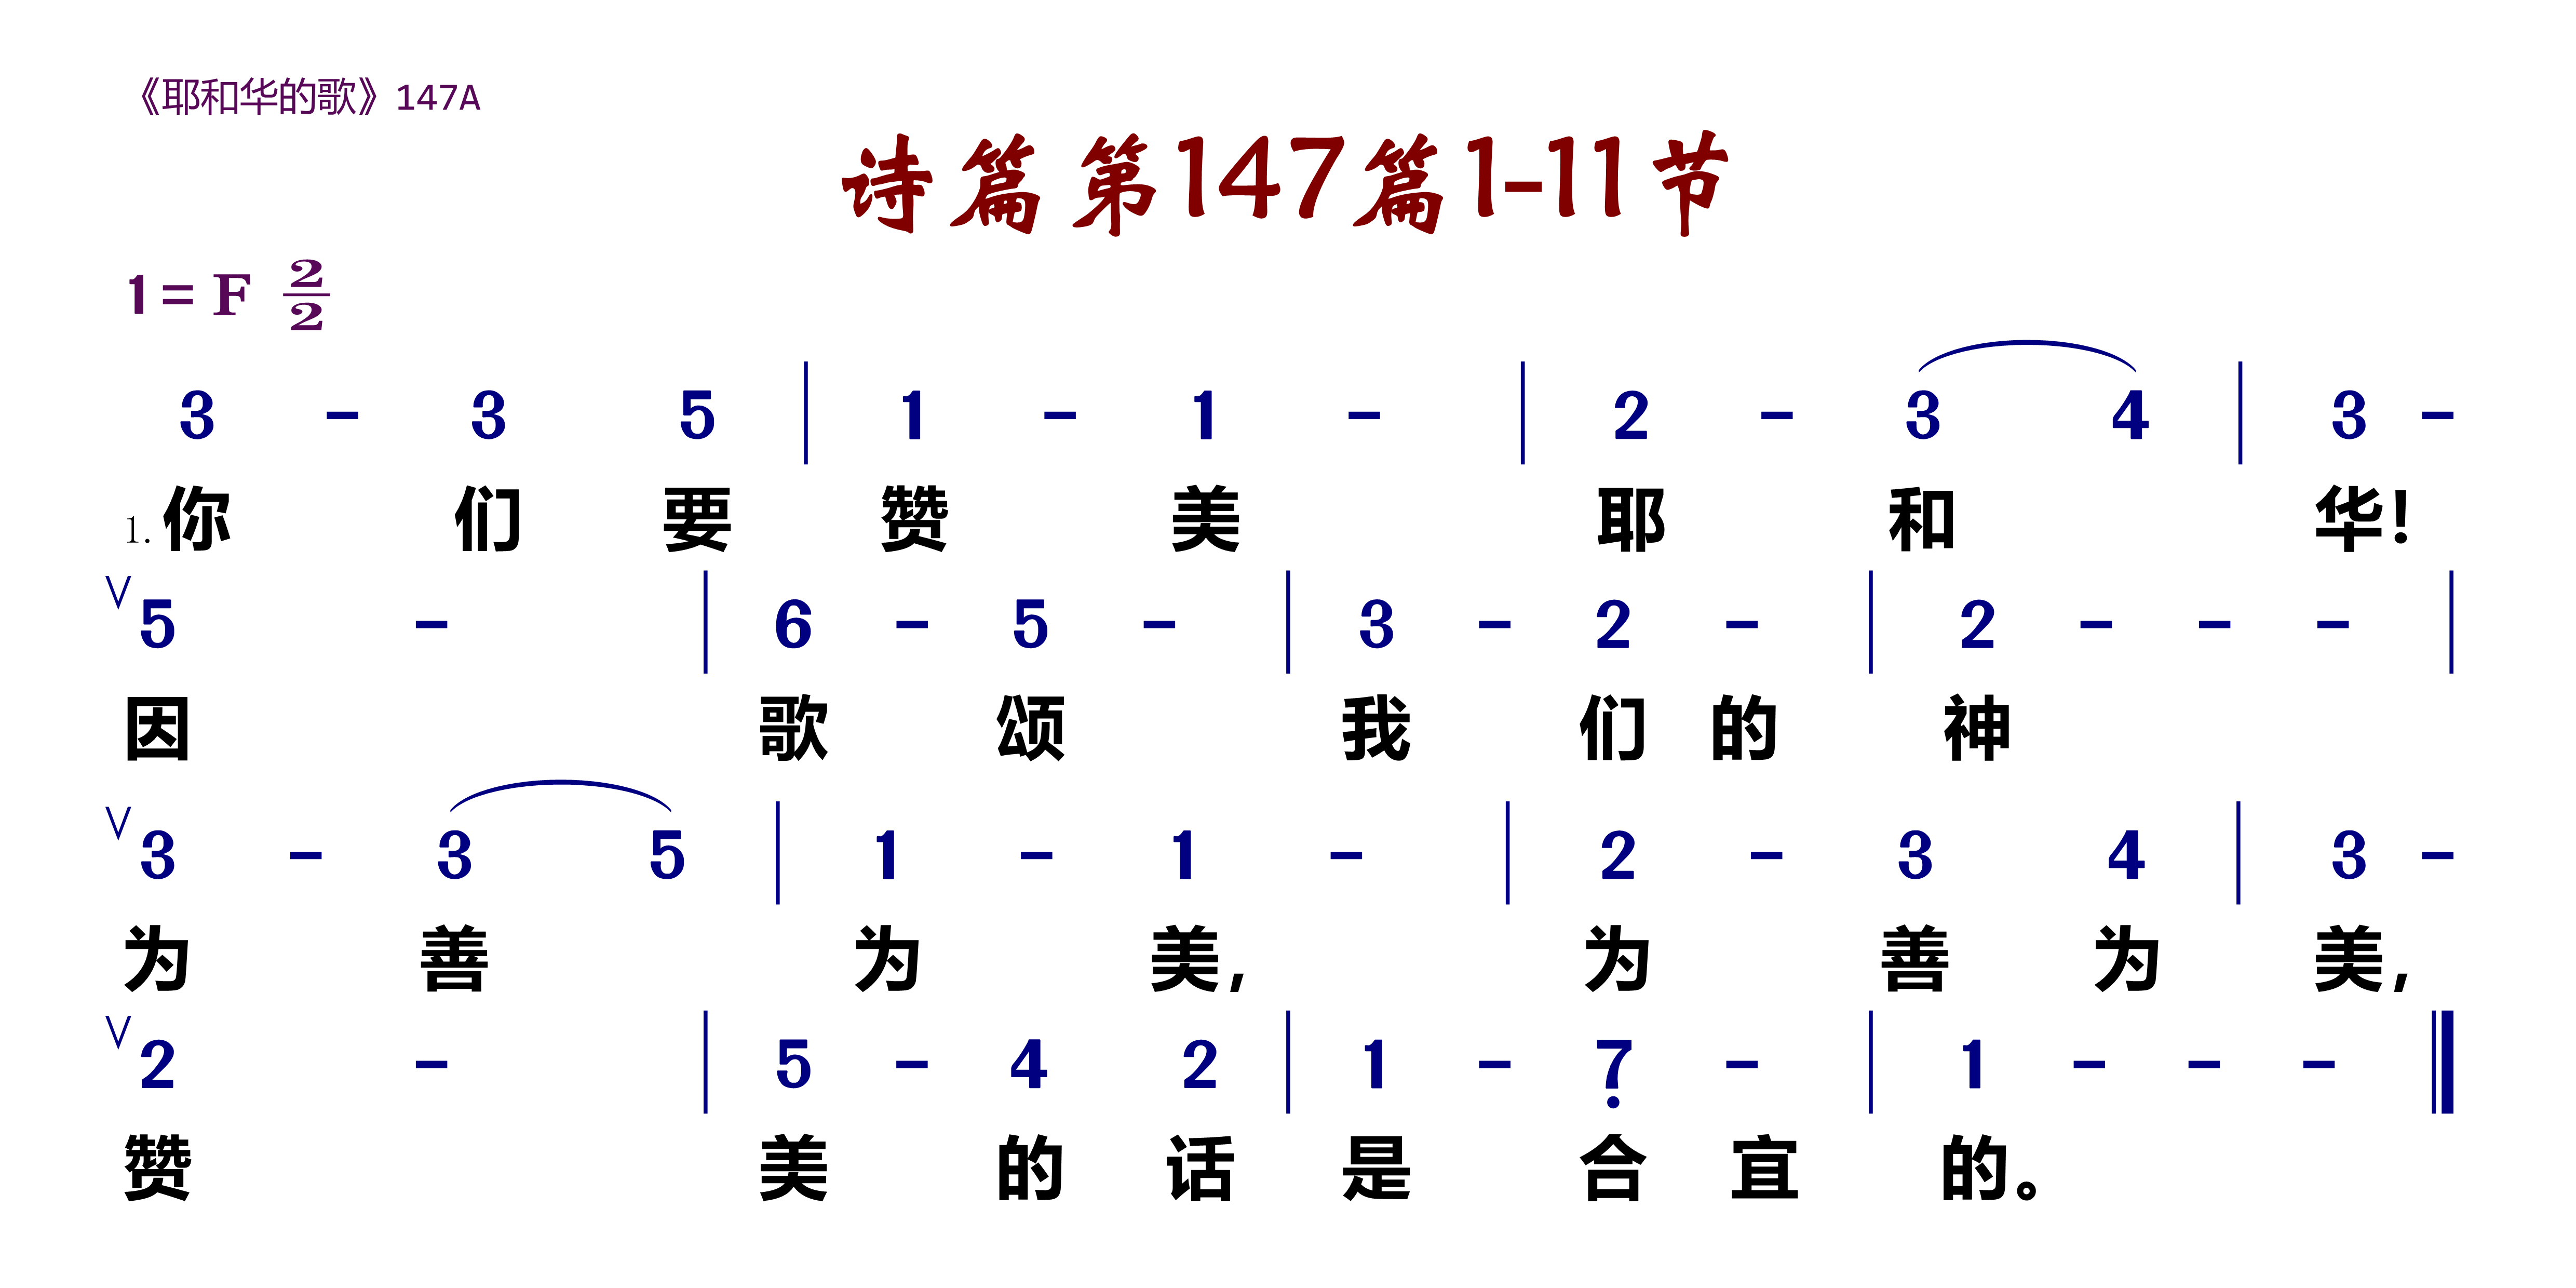 《耶和华的歌》147A
诗篇第147篇1-11节
1= F 2/2
3 - 3 5 | 1 - 1 - | 2 - 3 4 | 3 -
1.你们要赞美耶和华!
V 5 - | 6 - 5 - | 3 - 2 - | 2 - - - |
因歌颂我们的神
V 3 - 3 5 | 1 - 1 - | 2 - 3 4 | 3 -
为善为美,为善为美,
V 2 - | 5 - 4 2 | 1 - 7̣ - | 1 - - - ‖
赞美的话是合宜的。